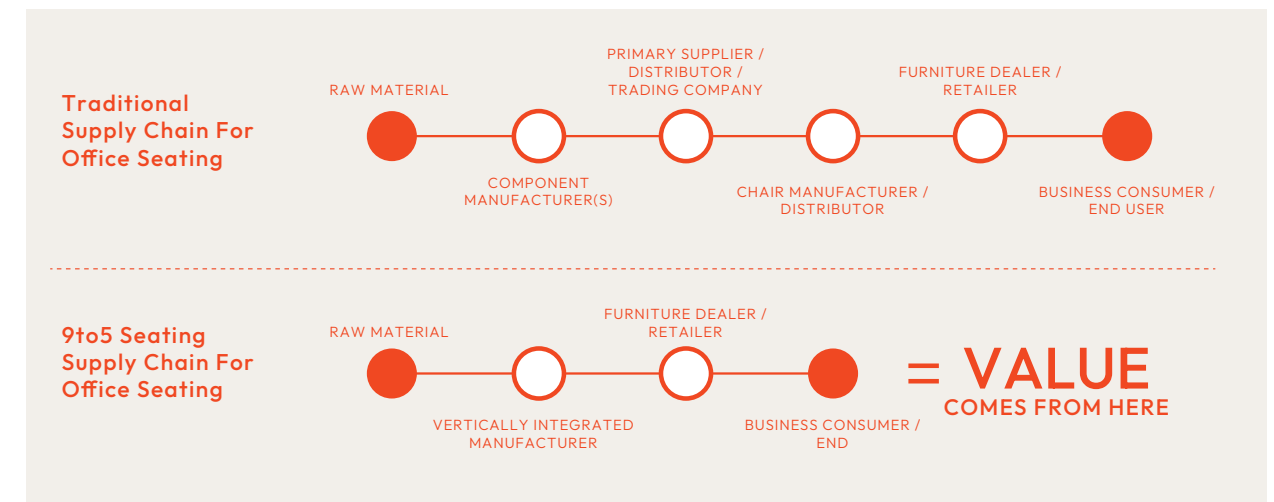 Traditional
Supply Chain For
Office Seating
RAW MATERIAL
COMPONENT
MANUFACTURER(S)
PRIMARY SUPPLIER /
DISTRIBUTOR /
TRADING COMPANY
CHAIR MANUFACTURER /
DISTRIBUTOR
FURNITURE DEALER /
RETAILER
BUSINESS CONSUMER /
END USER
9to5 Seating
Supply Chain For
Office Seating
RAW MATERIAL
VERTICALLY INTEGRATED
MANUFACTURER
FURNITURE DEALER /
RETAILER
BUSINESS CONSUMER /
END
= VALUE
COMES FROM HERE